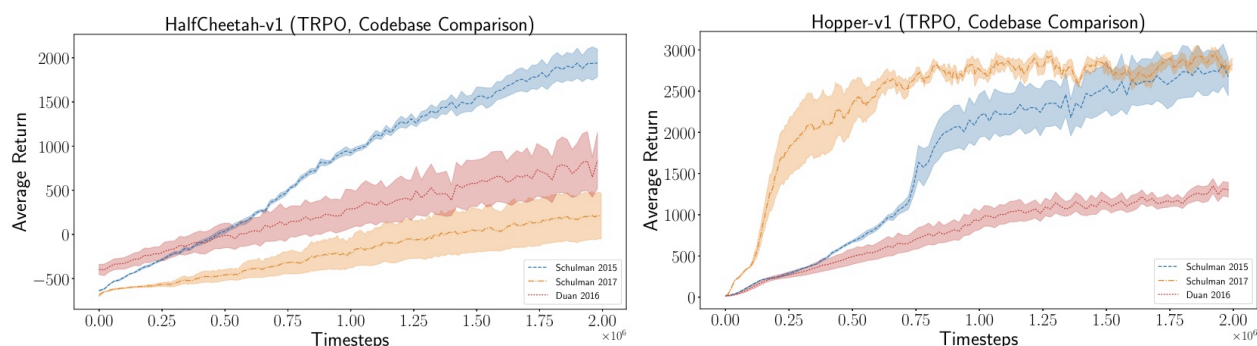 HalfCheetah-v1 (TRPO, Codebase Comparison)
2000
1500
1000
500
0
−500
Average Return
0.00 0.25 0.50 0.75 1.00 1.25 1.50 1.75 2.00
×10⁶
Timesteps
Schulman 2015
Schulman 2017
Duan 2016
Hopper-v1 (TRPO, Codebase Comparison)
3000
2500
2000
1500
1000
500
0
Average Return
0.00 0.25 0.50 0.75 1.00 1.25 1.50 1.75 2.00
×10⁶
Timesteps
Schulman 2015
Schulman 2017
Duan 2016